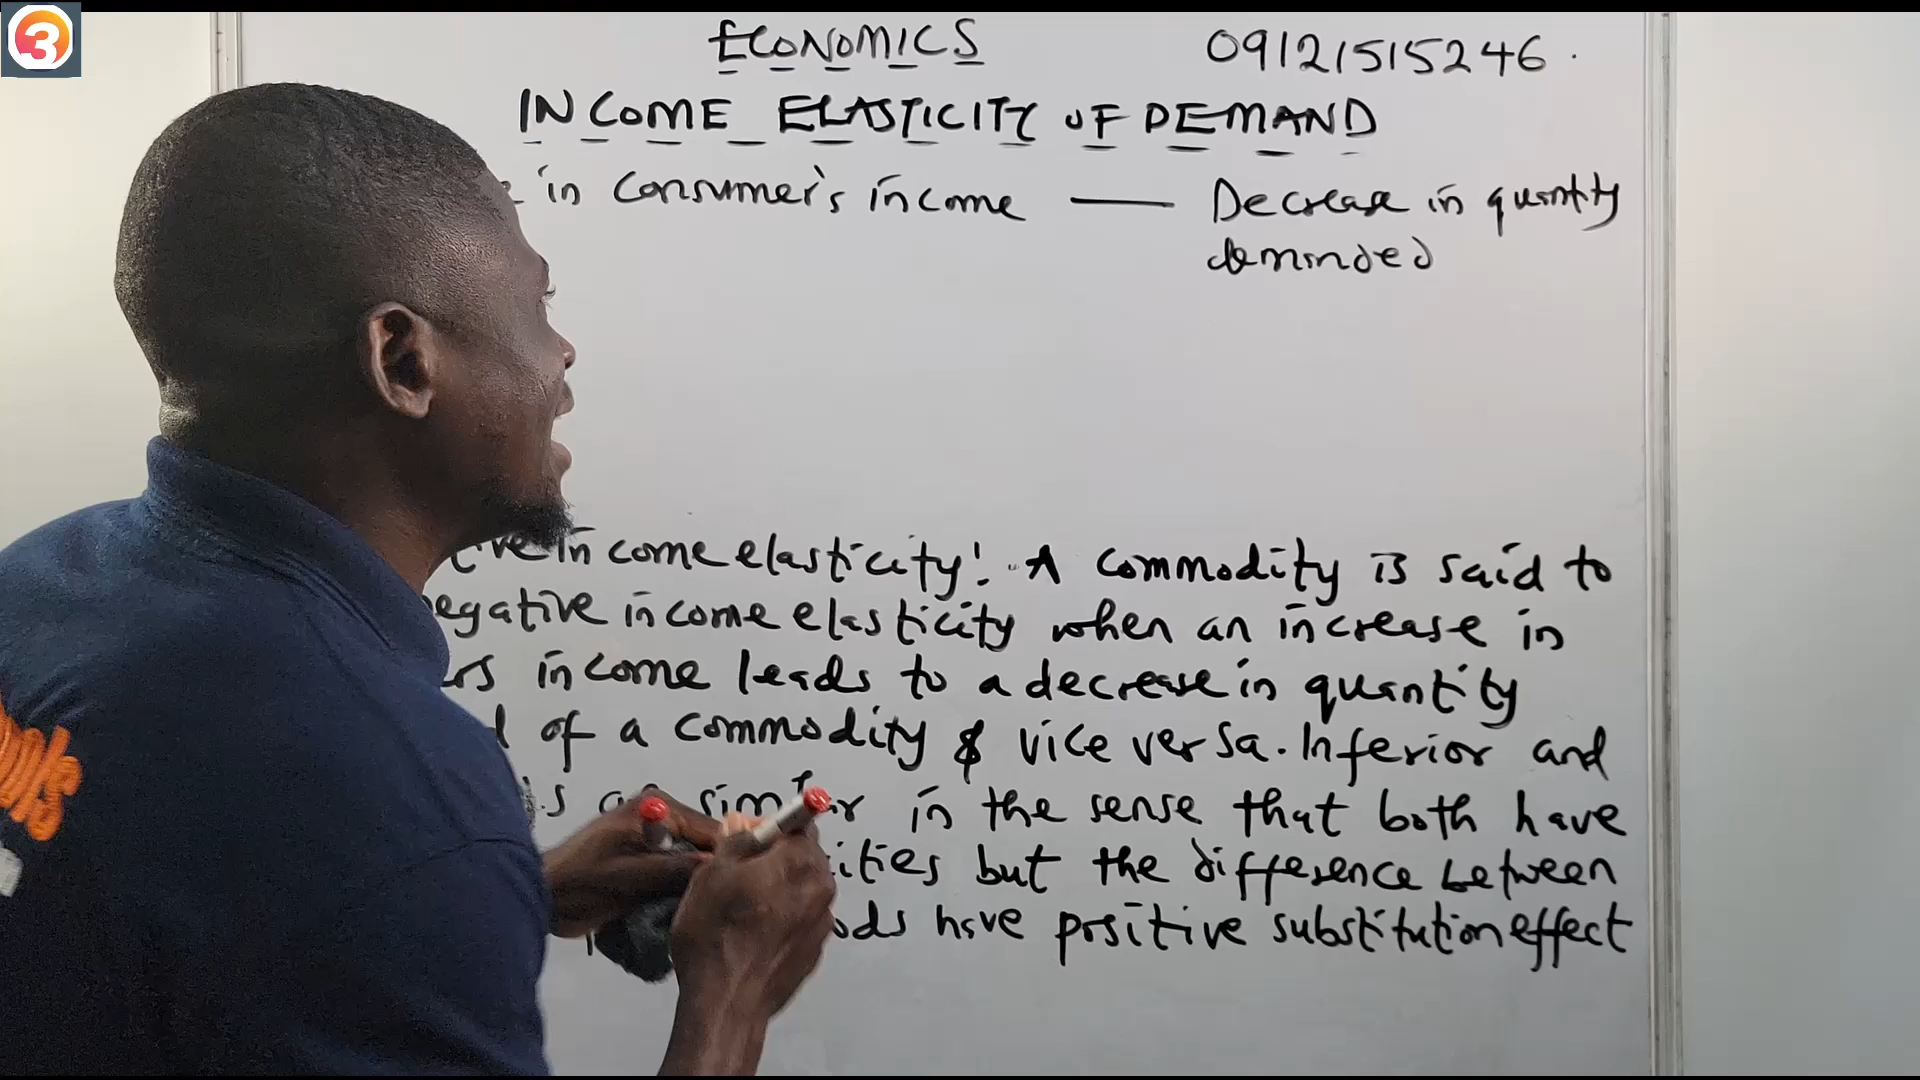 3
ECONOMICS
09121515246.
INCOME ELASTICITY OF DEMAND
in consumer's income — Decrease in quantity
demanded
income elasticity: A commodity is said to
negative income elasticity when an increase in
income leads to a decrease in quantity
of a commodity & vice versa. Inferior and
similar in the sense that both have
but the difference between
have positive substitution effect